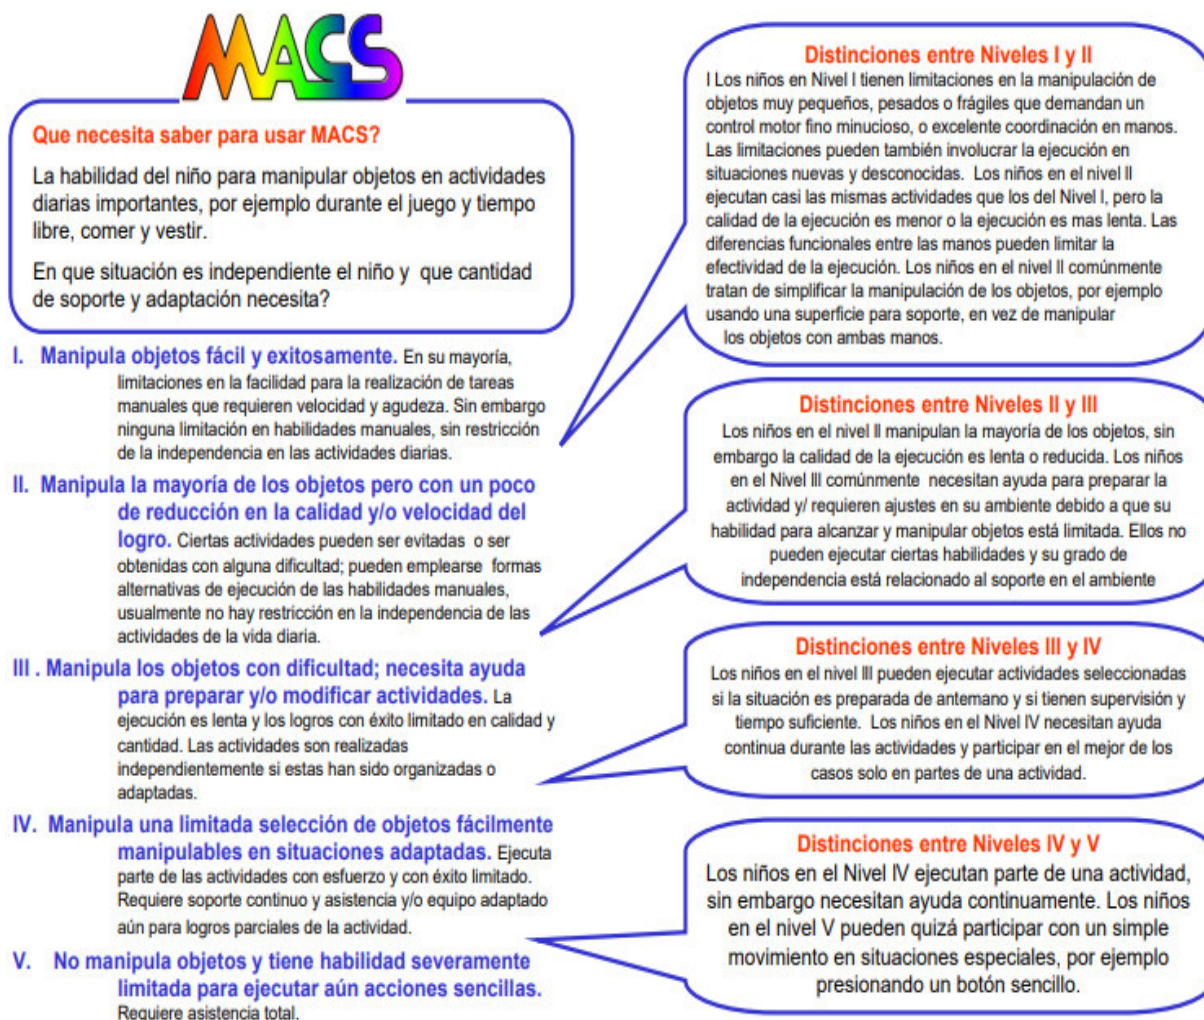 MACS
Que necesita saber para usar MACS?
La habilidad del niño para manipular objetos en actividades
diarias importantes, por ejemplo durante el juego y tiempo
libre, comer y vestir.
En que situación es independiente el niño y que cantidad
de soporte y adaptación necesita?
I. Manipula objetos fácil y exitosamente. En su mayoría,
limitaciones en la facilidad para la realización de tareas
manuales que requieren velocidad y agudeza. Sin embargo
ninguna limitación en habilidades manuales, sin restricción
de la independencia en las actividades diarias.
II. Manipula la mayoría de los objetos pero con un poco
de reducción en la calidad y/o velocidad del
logro. Ciertas actividades pueden ser evitadas o ser
obtenidas con alguna dificultad; pueden emplearse formas
alternativas de ejecución de las habilidades manuales,
usualmente no hay restricción en la independencia de las
actividades de la vida diaria.
III . Manipula los objetos con dificultad; necesita ayuda
para preparar y/o modificar actividades. La
ejecución es lenta y los logros con éxito limitado en calidad y
cantidad. Las actividades son realizadas
independientemente si estas han sido organizadas o
adaptadas.
IV. Manipula una limitada selección de objetos fácilmente
manipulables en situaciones adaptadas. Ejecuta
parte de las actividades con esfuerzo y con éxito limitado.
Requiere soporte continuo y asistencia y/o equipo adaptado
aún para logros parciales de la actividad.
V. No manipula objetos y tiene habilidad severamente
limitada para ejecutar aún acciones sencillas.
Requiere asistencia total.
Distinciones entre Niveles I y II
I Los niños en Nivel I tienen limitaciones en la manipulación de
objetos muy pequeños, pesados o frágiles que demandan un
control motor fino minucioso, o excelente coordinación en manos.
Las limitaciones pueden también involucrar la ejecución en
situaciones nuevas y desconocidas. Los niños en el nivel II
ejecutan casi las mismas actividades que los del Nivel I, pero la
calidad de la ejecución es menor o la ejecución es mas lenta. Las
diferencias funcionales entre las manos pueden limitar la
efectividad de la ejecución. Los niños en el nivel II comúnmente
tratan de simplificar la manipulación de los objetos, por ejemplo
usando una superficie para soporte, en vez de manipular
los objetos con ambas manos.
Distinciones entre Niveles II y III
Los niños en el nivel II manipulan la mayoría de los objetos, sin
embargo la calidad de la ejecución es lenta o reducida. Los niños
en el Nivel III comúnmente necesitan ayuda para preparar la
actividad y/ requieren ajustes en su ambiente debido a que su
habilidad para alcanzar y manipular objetos está limitada. Ellos no
pueden ejecutar ciertas habilidades y su grado de
independencia está relacionado al soporte en el ambiente
Distinciones entre Niveles III y IV
Los niños en el nivel III pueden ejecutar actividades seleccionadas
si la situación es preparada de antemano y si tienen supervisión y
tiempo suficiente. Los niños en el Nivel IV necesitan ayuda
continua durante las actividades y participar en el mejor de los
casos solo en partes de una actividad.
Distinciones entre Niveles IV y V
Los niños en el Nivel IV ejecutan parte de una actividad,
sin embargo necesitan ayuda continuamente. Los niños
en el nivel V pueden quizá participar con un simple
movimiento en situaciones especiales, por ejemplo
presionando un botón sencillo.